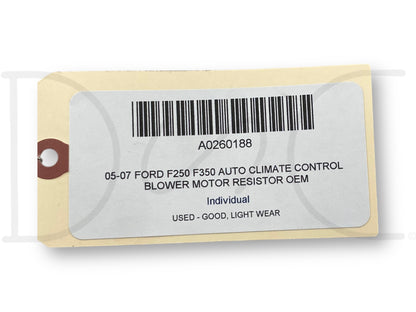 A0260188
05-07 FORD F250 F350 AUTO CLIMATE CONTROL
BLOWER MOTOR RESISTOR OEM
Individual
USED - GOOD, LIGHT WEAR